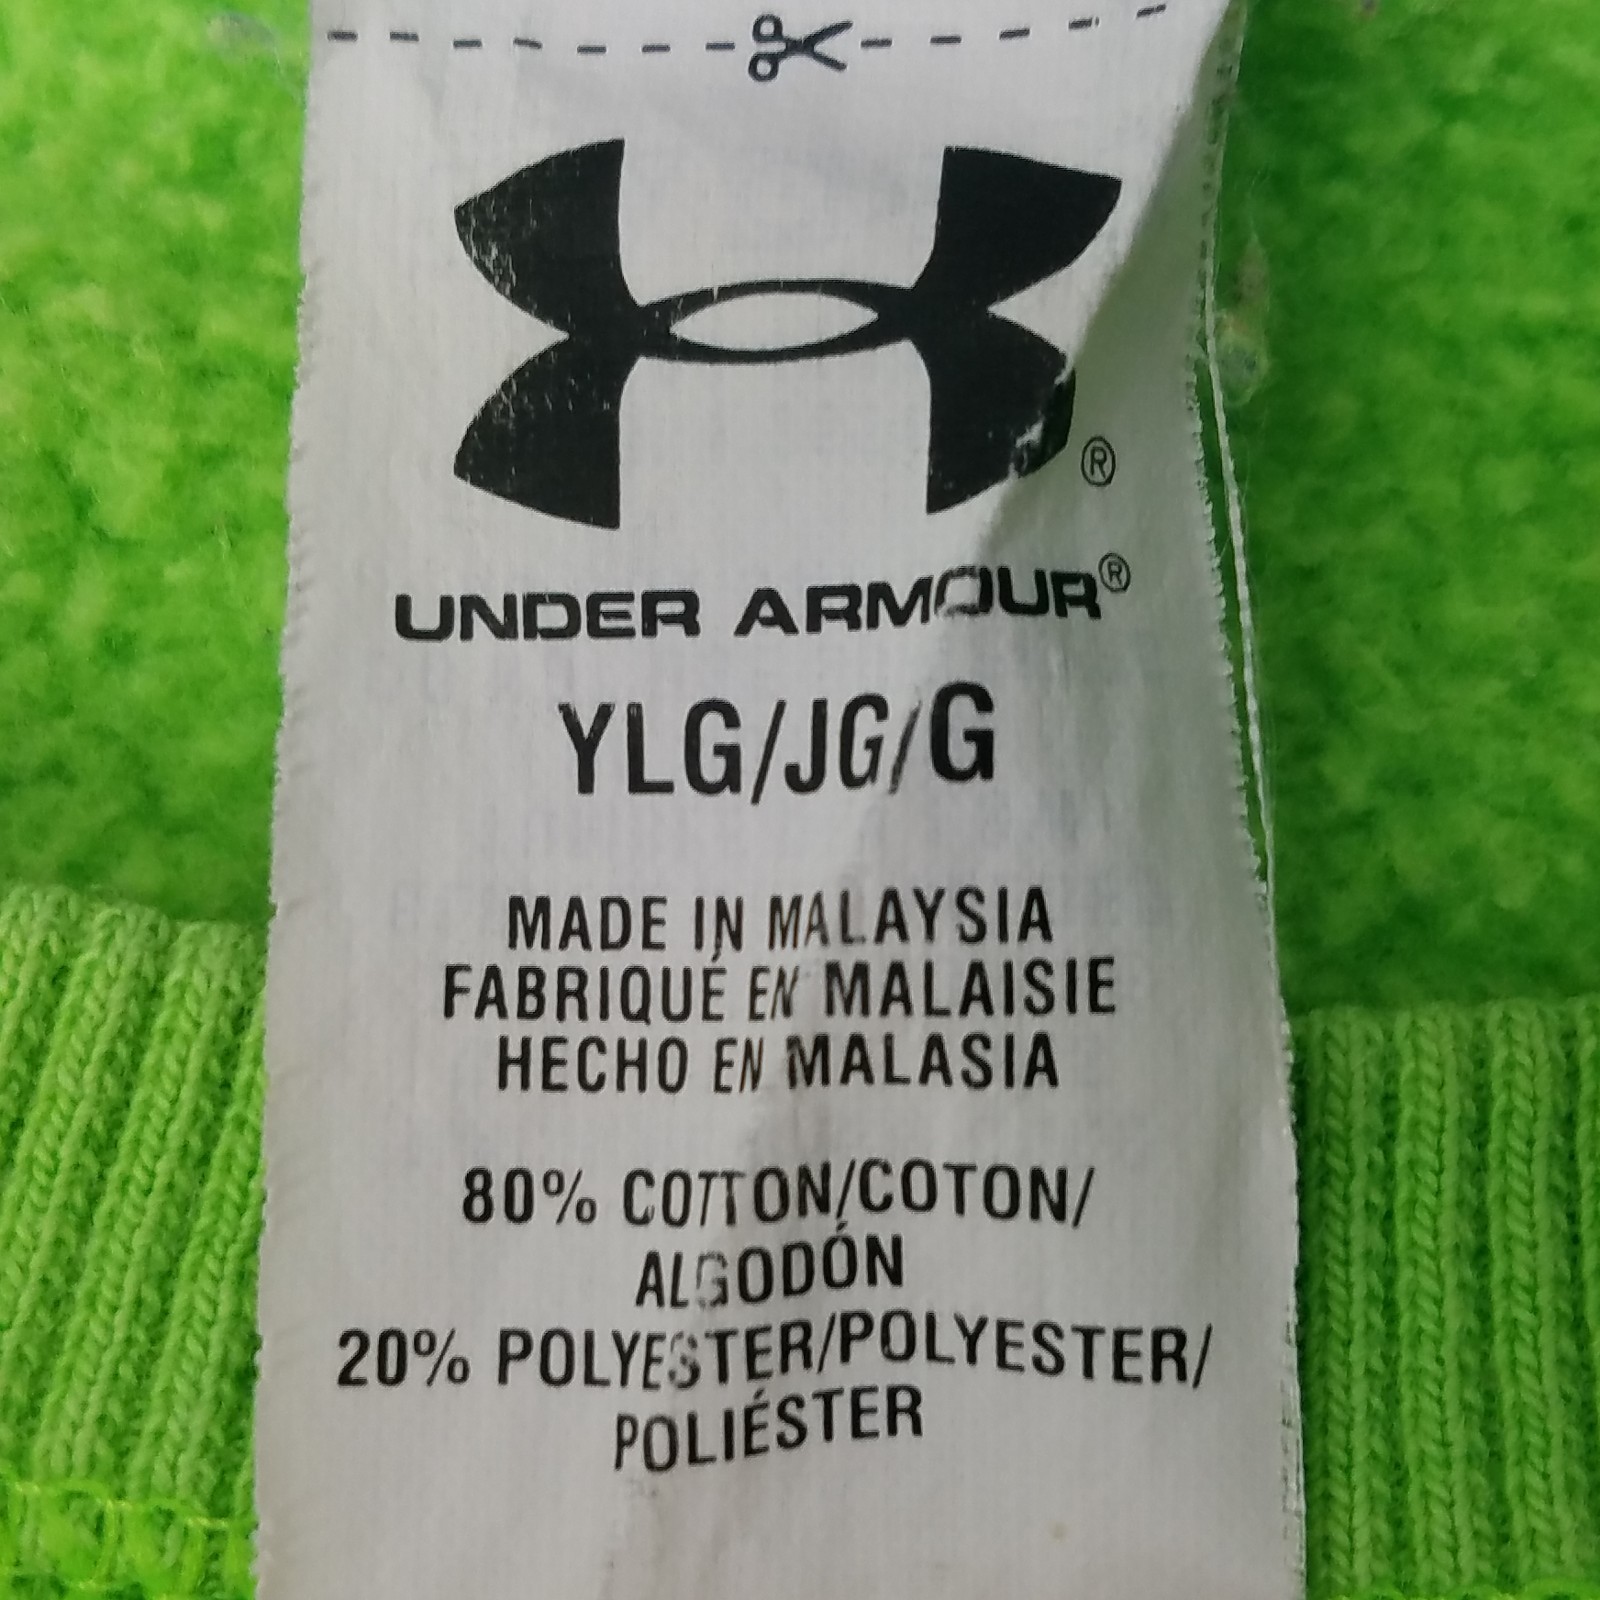 ®
UNDER ARMOUR®
YLG/JG/G
MADE IN MALAYSIA
FABRIQUÉ EN MALAISIE
HECHO EN MALASIA
80% COTTON/COTON/
ALGODÓN
20% POLYESTER/POLYESTER/
POLIÉSTER